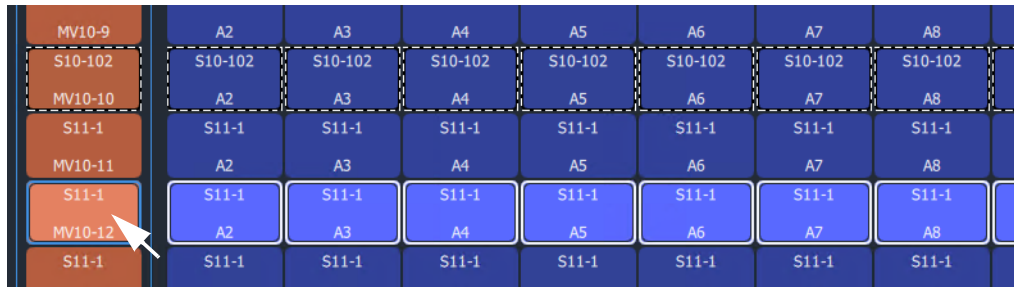 MV10-9 A2 A3 A4 A5 A6 A7 A8
S10-102 S10-102 S10-102 S10-102 S10-102 S10-102 S10-102 S10-102
MV10-10 A2 A3 A4 A5 A6 A7 A8
S11-1 S11-1 S11-1 S11-1 S11-1 S11-1 S11-1 S11-1
MV10-11 A2 A3 A4 A5 A6 A7 A8
S11-1 S11-1 S11-1 S11-1 S11-1 S11-1 S11-1 S11-1
MV10-12 A2 A3 A4 A5 A6 A7 A8
S11-1 S11-1 S11-1 S11-1 S11-1 S11-1 S11-1 S11-1